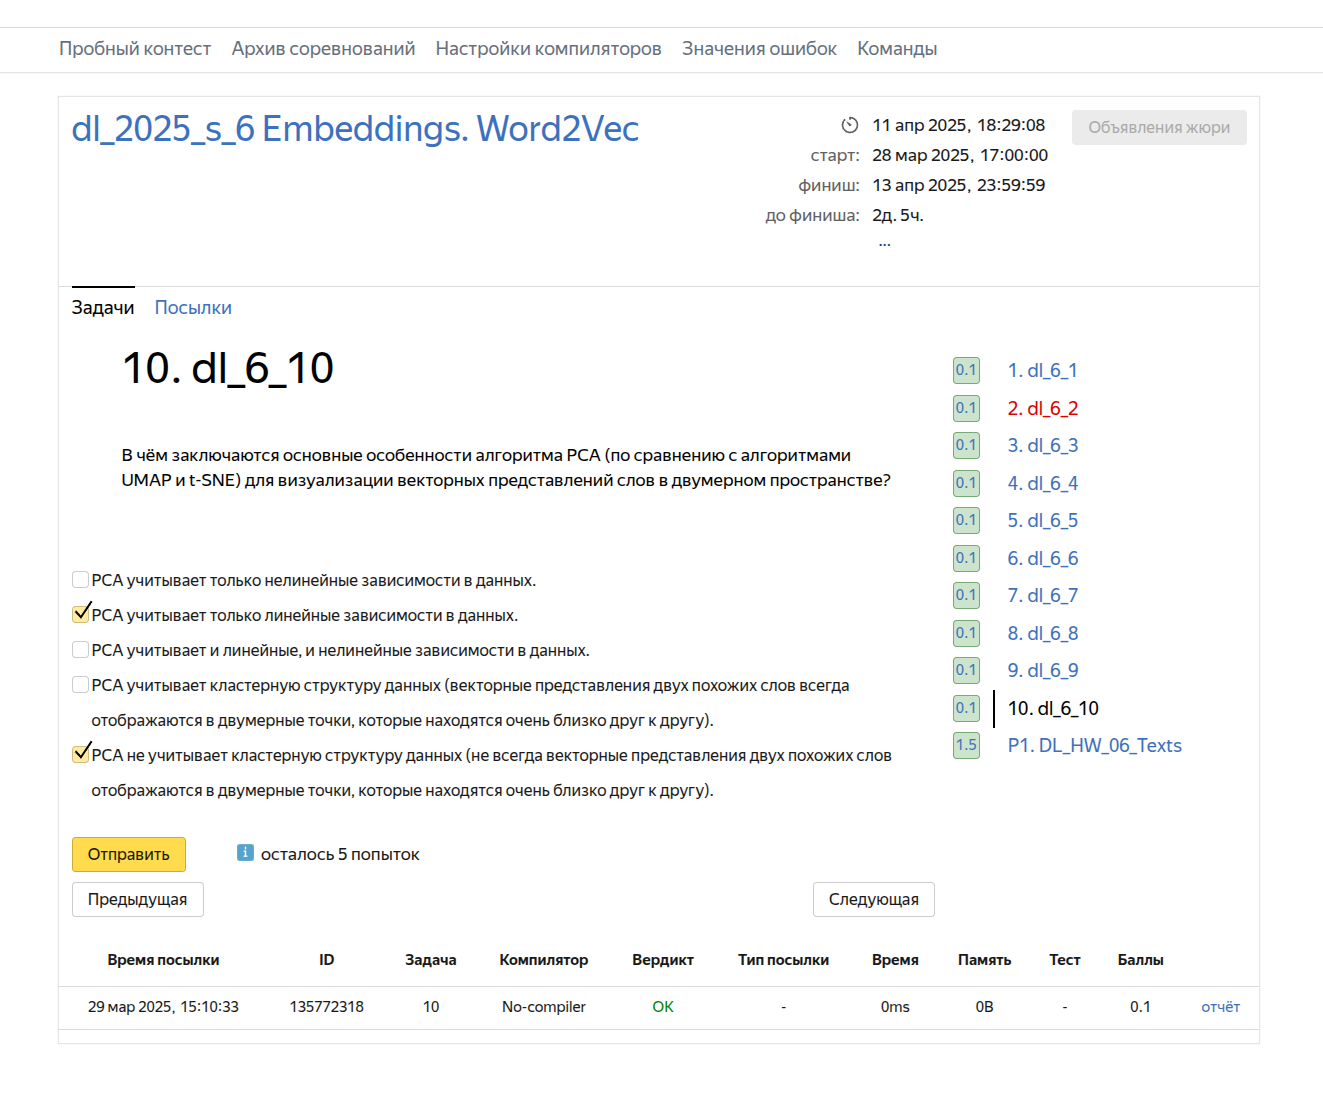 Пробный контест Архив соревнований Настройки компиляторов Значения ошибок Команды
dl_2025_s_6 Embeddings. Word2Vec
11 апр 2025, 18:29:08
Объявления жюри
старт: 28 мар 2025, 17:00:00
финиш: 13 апр 2025, 23:59:59
до финиша: 2д. 5ч.
...
Задачи Посылки
10. dl_6_10
В чём заключаются основные особенности алгоритма PCA (по сравнению с алгоритмами
UMAP и t-SNE) для визуализации векторных представлений слов в двумерном пространстве?
PCA учитывает только нелинейные зависимости в данных.
PCA учитывает только линейные зависимости в данных.
PCA учитывает и линейные, и нелинейные зависимости в данных.
PCA учитывает кластерную структуру данных (векторные представления двух похожих слов всегда
отображаются в двумерные точки, которые находятся очень близко друг к другу).
PCA не учитывает кластерную структуру данных (не всегда векторные представления двух похожих слов
отображаются в двумерные точки, которые находятся очень близко друг к другу).
Отправить
i осталось 5 попыток
Предыдущая
Следующая
0.1 1. dl_6_1
0.1 2. dl_6_2
0.1 3. dl_6_3
0.1 4. dl_6_4
0.1 5. dl_6_5
0.1 6. dl_6_6
0.1 7. dl_6_7
0.1 8. dl_6_8
0.1 9. dl_6_9
0.1 10. dl_6_10
1.5 P1. DL_HW_06_Texts
Время посылки ID Задача Компилятор Вердикт Тип посылки Время Память Тест Баллы
29 мар 2025, 15:10:33 135772318 10 No-compiler OK - 0ms 0B - 0.1 отчёт